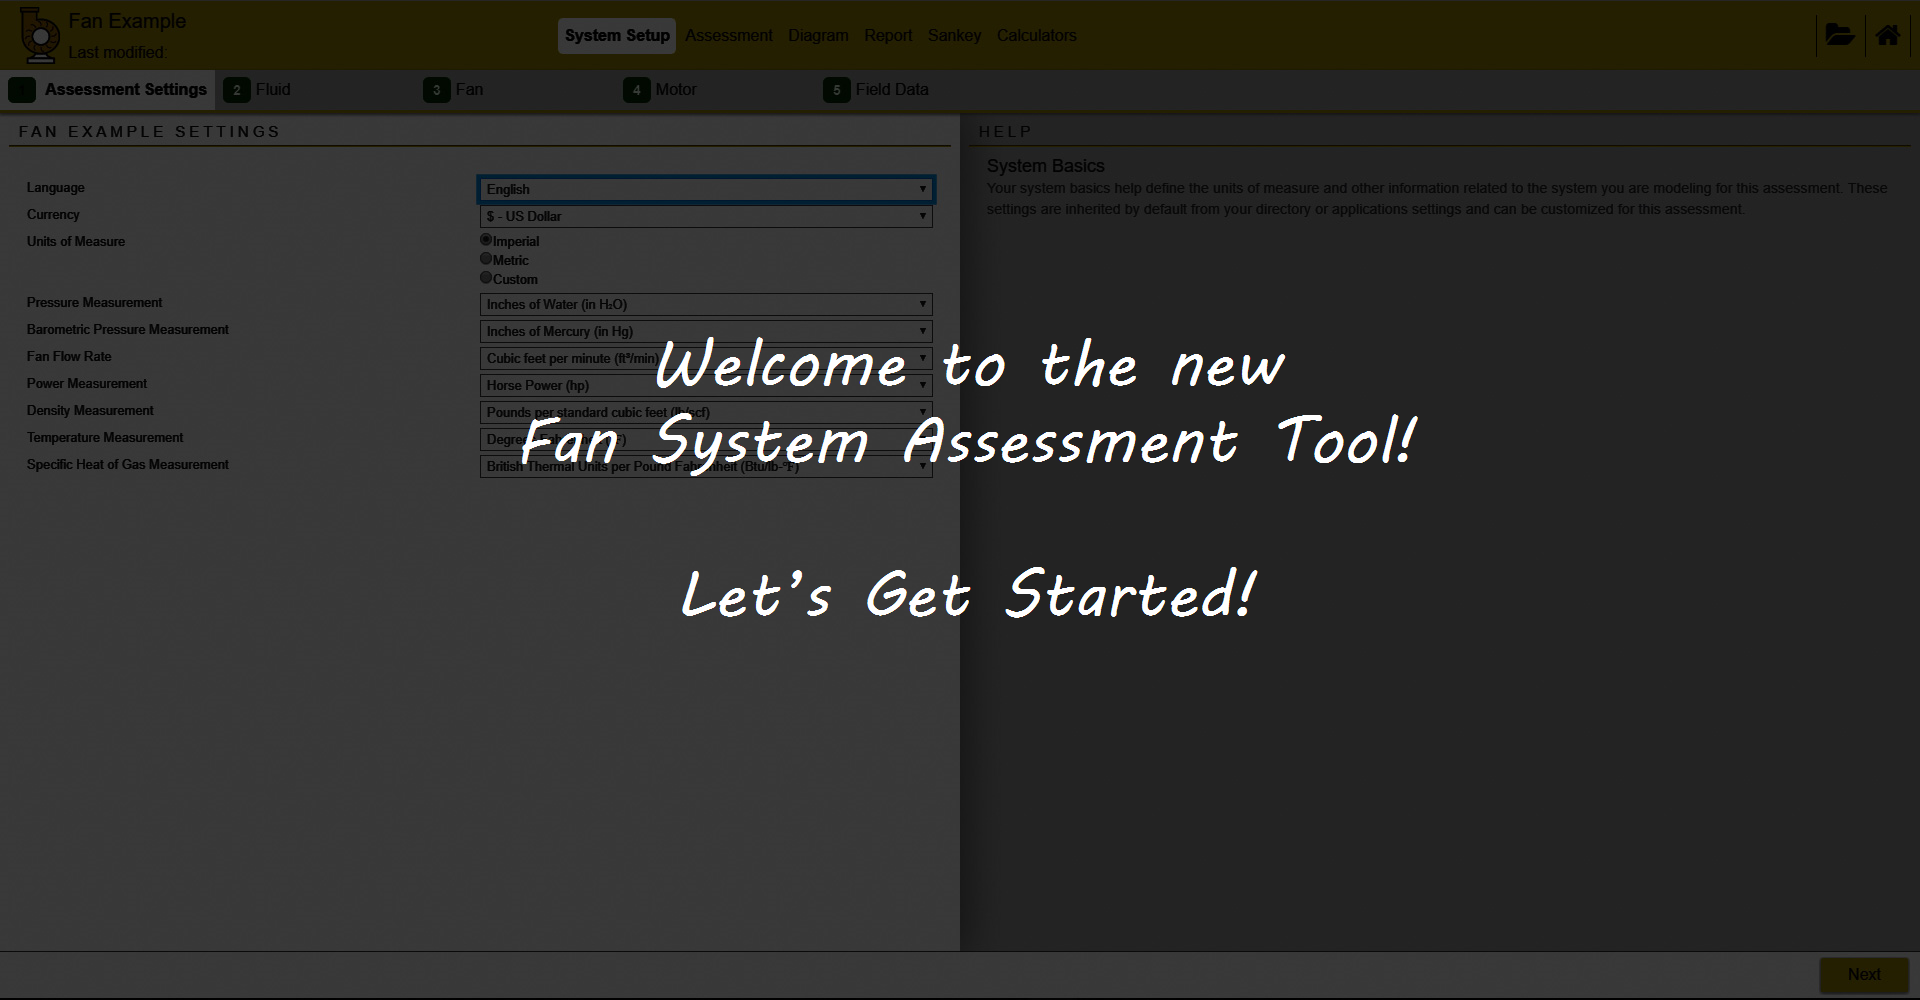 Fan Example
Last modified:
System Setup Assessment Diagram Report Sankey Calculators
Assessment Settings 2 Fluid 3 Fan 4 Motor 5 Field Data
FAN EXAMPLE SETTINGS
Language English
Currency $ - US Dollar
Units of Measure Imperial
Metric
Custom
Pressure Measurement Inches of Water (in H₂O)
Barometric Pressure Measurement Inches of Mercury (in Hg)
Fan Flow Rate Cubic feet per minute (ft³/min)
Power Measurement Horse Power (hp)
Density Measurement Pounds per standard cubic feet (lb/scf)
Temperature Measurement
Specific Heat of Gas Measurement British Thermal Units per Pound Fahrenheit (Btu/lb-°F)
HELP
System Basics
Your system basics help define the units of measure and other information related to the system you are modeling for this assessment. These
settings are inherited by default from your directory or applications settings and can be customized for this assessment.
Welcome to the new
Fan System Assessment Tool!
Let's Get Started!
Next